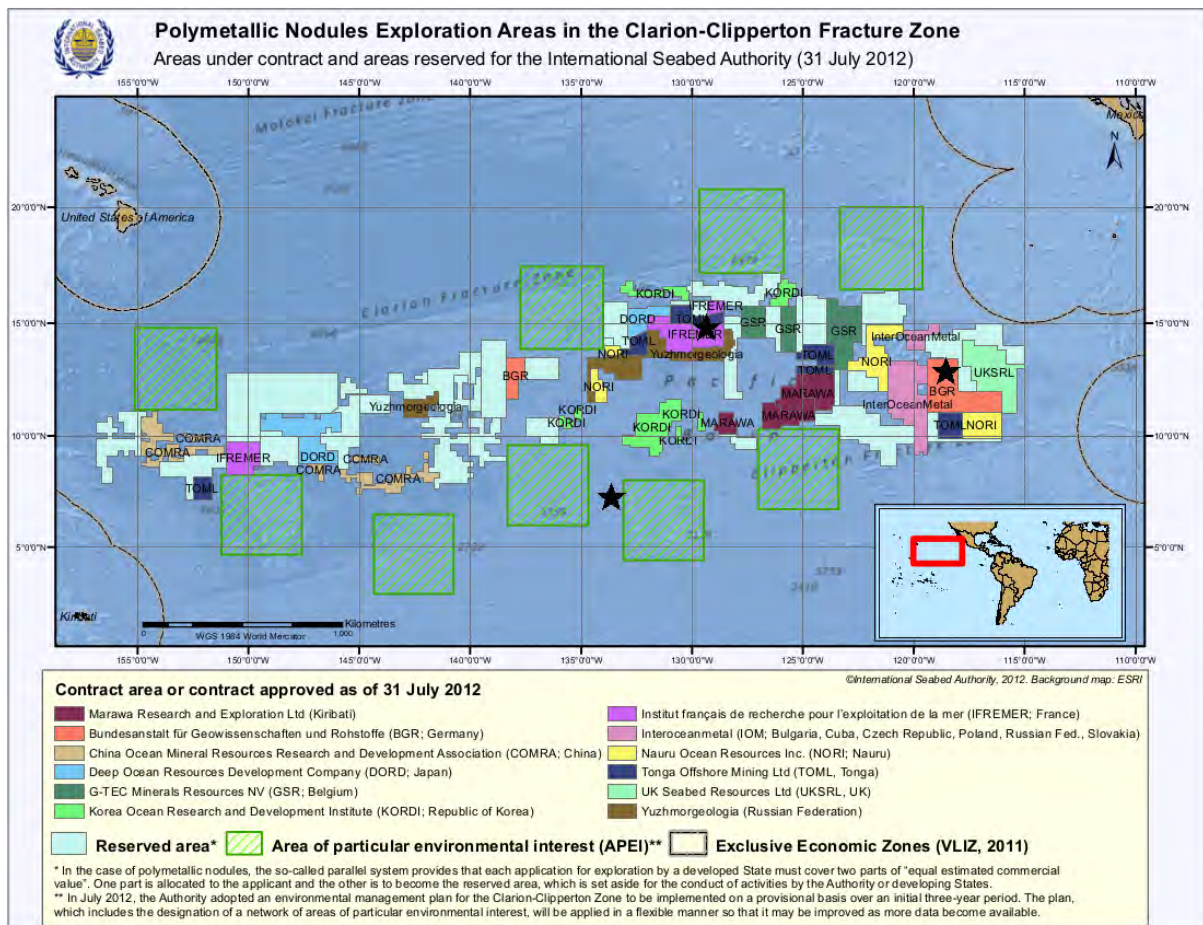 Polymetallic Nodules Exploration Areas in the Clarion-Clipperton Fracture Zone
Areas under contract and areas reserved for the International Seabed Authority (31 July 2012)
155°0'0"W 150°0'0"W 145°0'0"W 140°0'0"W 135°0'0"W 130°0'0"W 125°0'0"W 120°0'0"W 115°0'0"W 110°0'0"W
Molokai Fracture Zone
Mexico
N
20°0'0"N
20°0'0"N
United States of America
Clarion Fracture Zone
KORDI
KORDI
IFREMER
DORD
TOML
IFREMER
GSR
GSR
GSR
15°0'0"N
15°0'0"N
TOML
NORI
Yuzhmorgeologia
TOML
InterOceanMetal
NORI
BGR
NORI
Pacific
TOML
BGR
UKSRL
MARAWA
InterOceanMetal
Yuzhmorgeologia
KORDI
KORDI
KORDI
KORDI
MARAWA
MARAWA
TOML
NORI
10°0'0"N
10°0'0"N
COMRA
COMRA
IFREMER
DORD
COMRA
COMRA
COMRA
TOML
5°0'0"N
5°0'0"N
Kiribati
Kilometres
0 1,000
WGS 1984 World Mercator
155°0'0"W 150°0'0"W 145°0'0"W 140°0'0"W 135°0'0"W 130°0'0"W 125°0'0"W 120°0'0"W 115°0'0"W 110°0'0"W
©International Seabed Authority, 2012. Background map: ESRI
Contract area or contract approved as of 31 July 2012
Marawa Research and Exploration Ltd (Kiribati)
Bundesanstalt für Geowissenschaften und Rohstoffe (BGR; Germany)
China Ocean Mineral Resources Research and Development Association (COMRA; China)
Deep Ocean Resources Development Company (DORD; Japan)
G-TEC Minerals Resources NV (GSR; Belgium)
Korea Ocean Research and Development Institute (KORDI; Republic of Korea)
Institut français de recherche pour l'exploitation de la mer (IFREMER; France)
Interoceanmetal (IOM; Bulgaria, Cuba, Czech Republic, Poland, Russian Fed., Slovakia)
Nauru Ocean Resources Inc. (NORI; Nauru)
Tonga Offshore Mining Ltd (TOML, Tonga)
UK Seabed Resources Ltd (UKSRL, UK)
Yuzhmorgeologia (Russian Federation)
Reserved area* Area of particular environmental interest (APEI)** Exclusive Economic Zones (VLIZ, 2011)
* In the case of polymetallic nodules, the so-called parallel system provides that each application for exploration by a developed State must cover two parts of "equal estimated commercial
value". One part is allocated to the applicant and the other is to become the reserved area, which is set aside for the conduct of activities by the Authority or developing States.
** In July 2012, the Authority adopted an environmental management plan for the Clarion-Clipperton Zone to be implemented on a provisional basis over an initial three-year period. The plan,
which includes the designation of a network of areas of particular environmental interest, will be applied in a flexible manner so that it may be improved as more data become available.